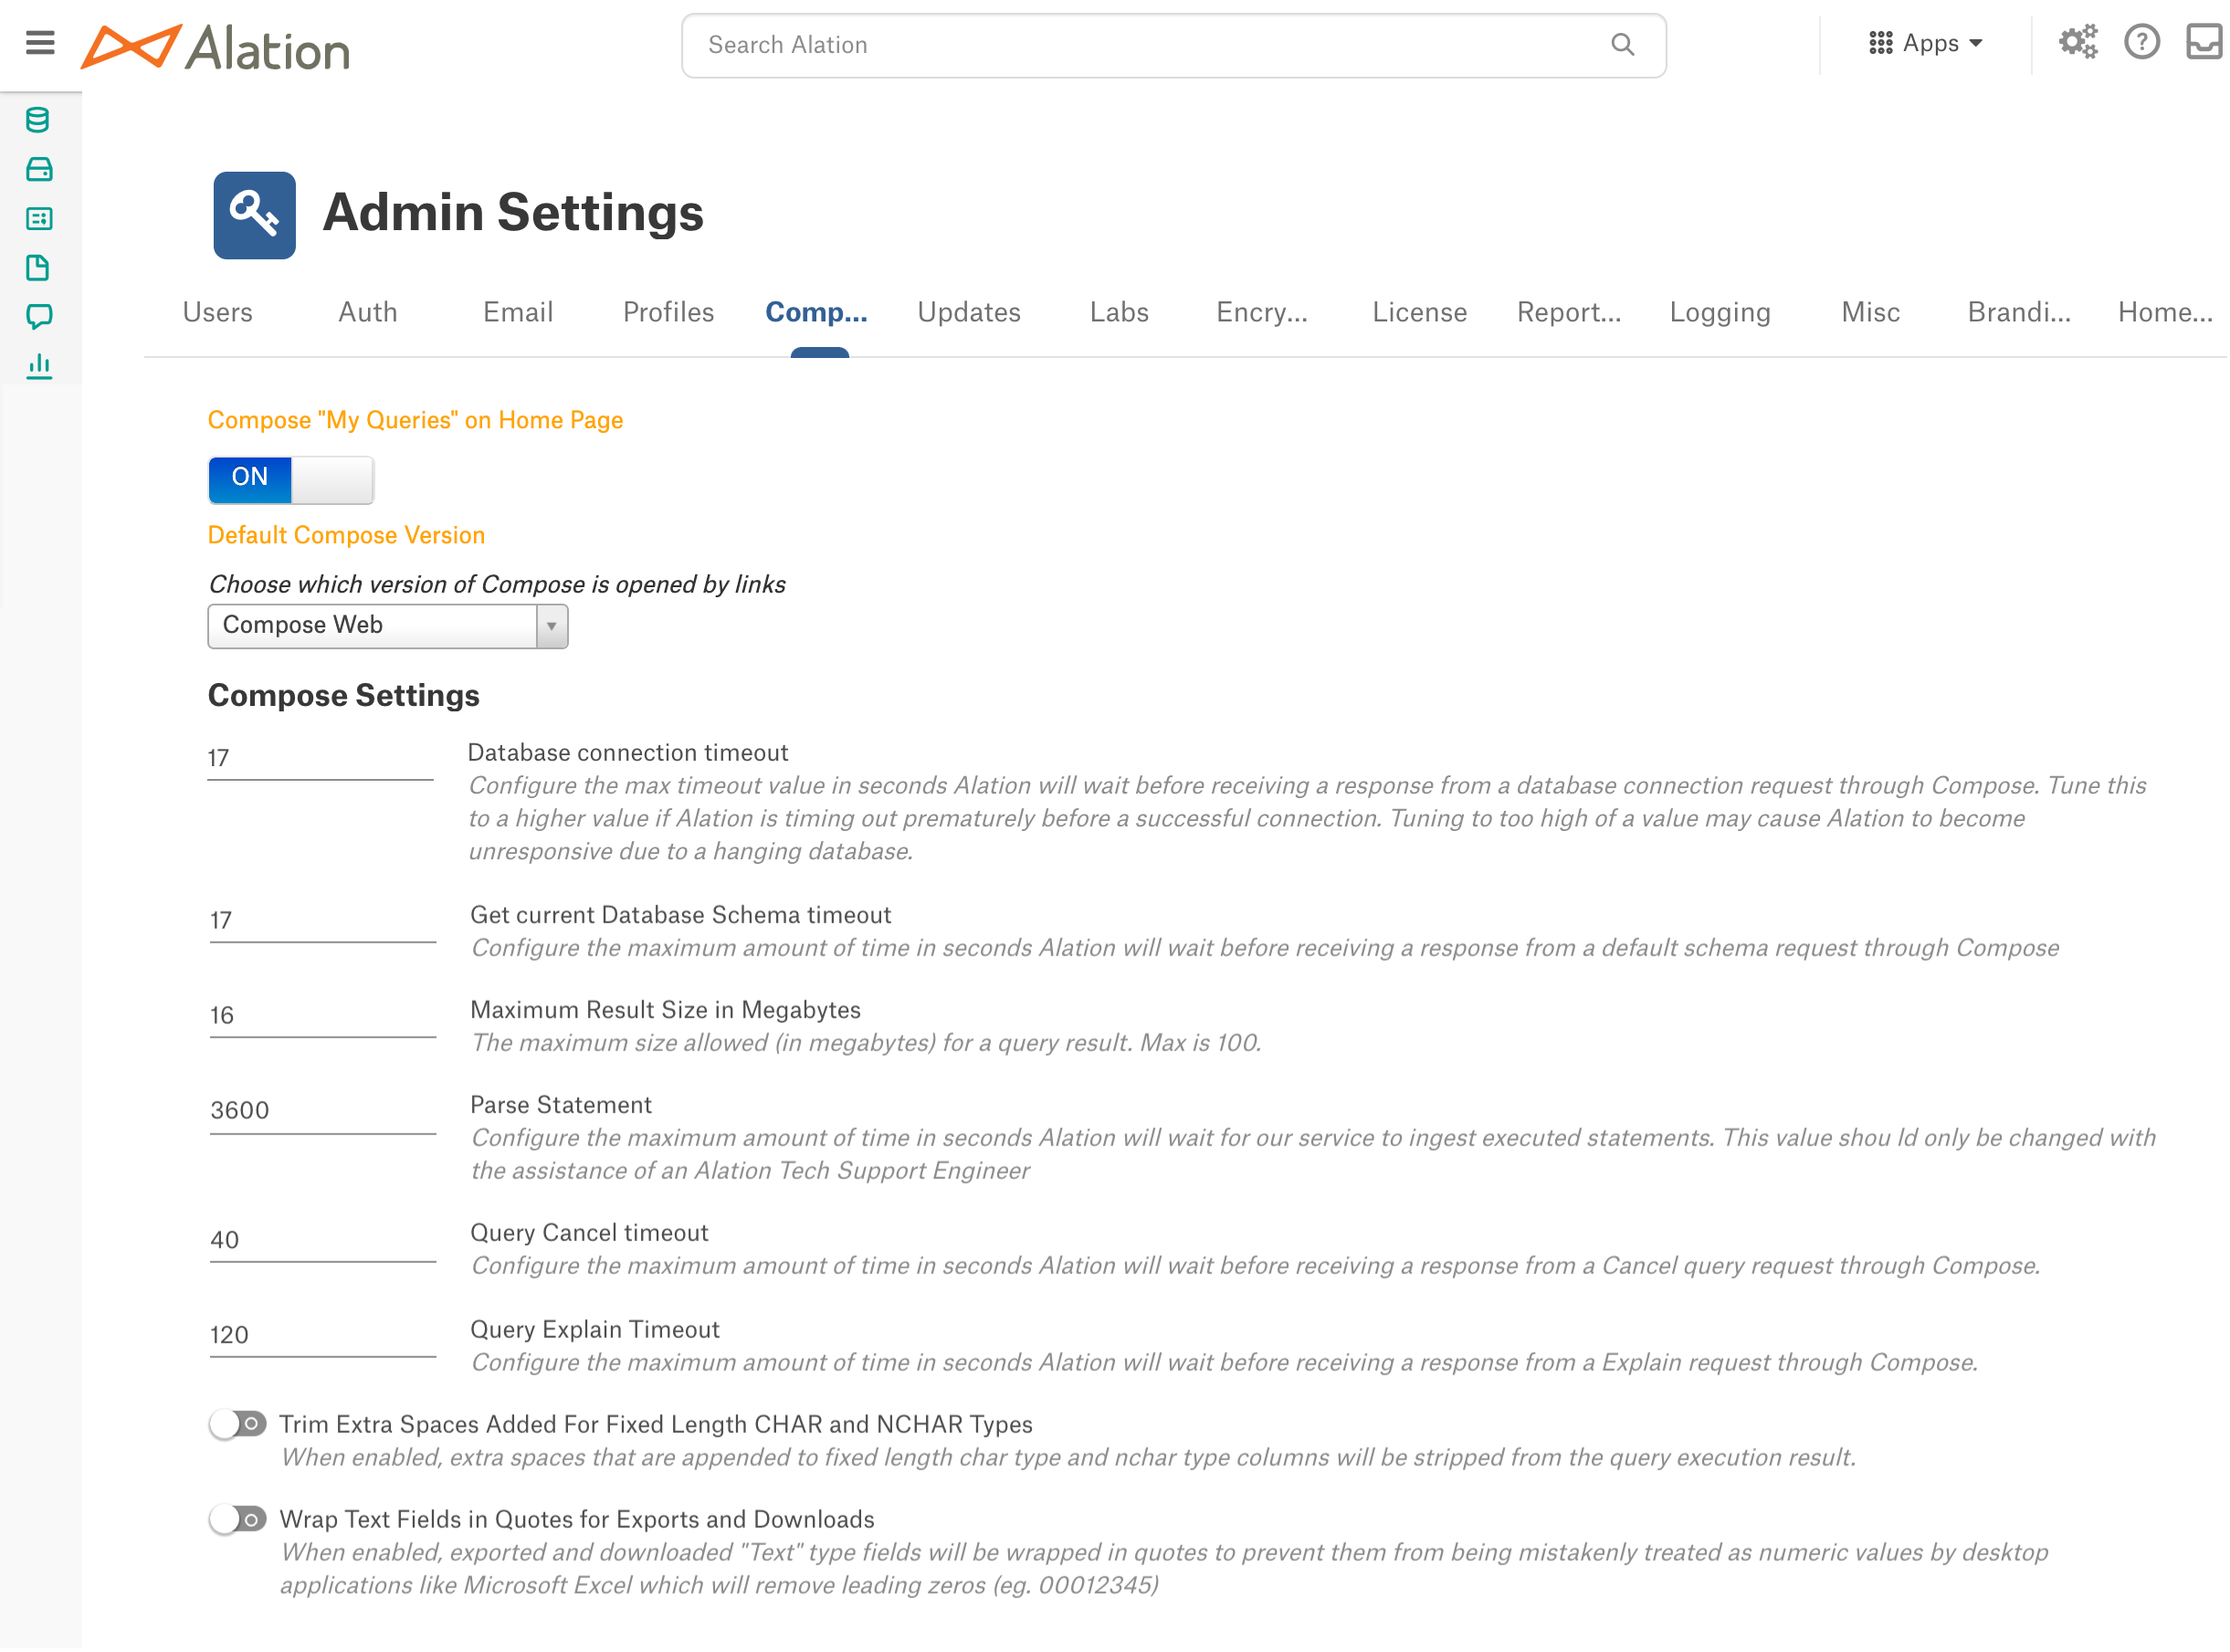 Alation
Search Alation
Apps
Admin Settings
Users Auth Email Profiles Comp... Updates Labs Encry... License Report... Logging Misc Brandi... Home...
Compose "My Queries" on Home Page
ON
Default Compose Version
Choose which version of Compose is opened by links
Compose Web
Compose Settings
17
Database connection timeout
Configure the max timeout value in seconds Alation will wait before receiving a response from a database connection request through Compose. Tune this
to a higher value if Alation is timing out prematurely before a successful connection. Tuning to too high of a value may cause Alation to become
unresponsive due to a hanging database.
17
Get current Database Schema timeout
Configure the maximum amount of time in seconds Alation will wait before receiving a response from a default schema request through Compose
16
Maximum Result Size in Megabytes
The maximum size allowed (in megabytes) for a query result. Max is 100.
3600
Parse Statement
Configure the maximum amount of time in seconds Alation will wait for our service to ingest executed statements. This value shou ld only be changed with
the assistance of an Alation Tech Support Engineer
40
Query Cancel timeout
Configure the maximum amount of time in seconds Alation will wait before receiving a response from a Cancel query request through Compose.
120
Query Explain Timeout
Configure the maximum amount of time in seconds Alation will wait before receiving a response from a Explain request through Compose.
Trim Extra Spaces Added For Fixed Length CHAR and NCHAR Types
When enabled, extra spaces that are appended to fixed length char type and nchar type columns will be stripped from the query execution result.
Wrap Text Fields in Quotes for Exports and Downloads
When enabled, exported and downloaded "Text" type fields will be wrapped in quotes to prevent them from being mistakenly treated as numeric values by desktop
applications like Microsoft Excel which will remove leading zeros (eg. 00012345)